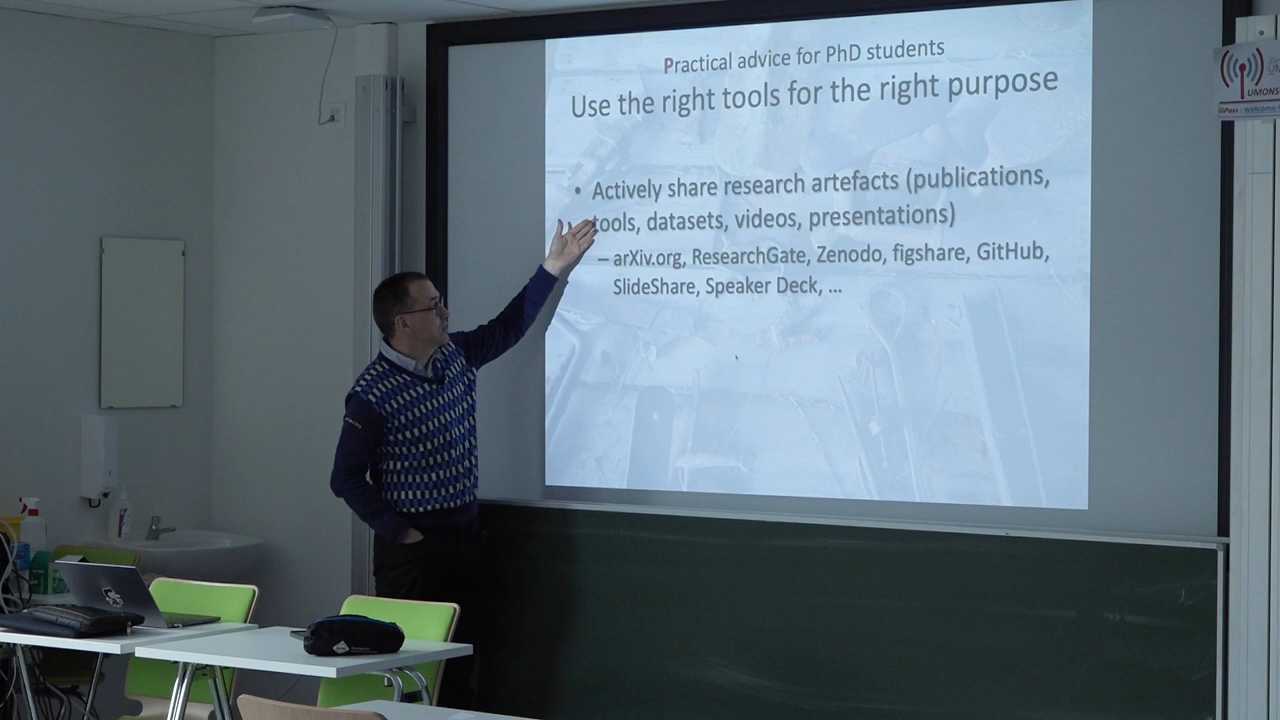 Practical advice for PhD students
Use the right tools for the right purpose
• Actively share research artefacts (publications,
tools, datasets, videos, presentations)
– arXiv.org, ResearchGate, Zenodo, figshare, GitHub,
SlideShare, Speaker Deck, ...
UMONS